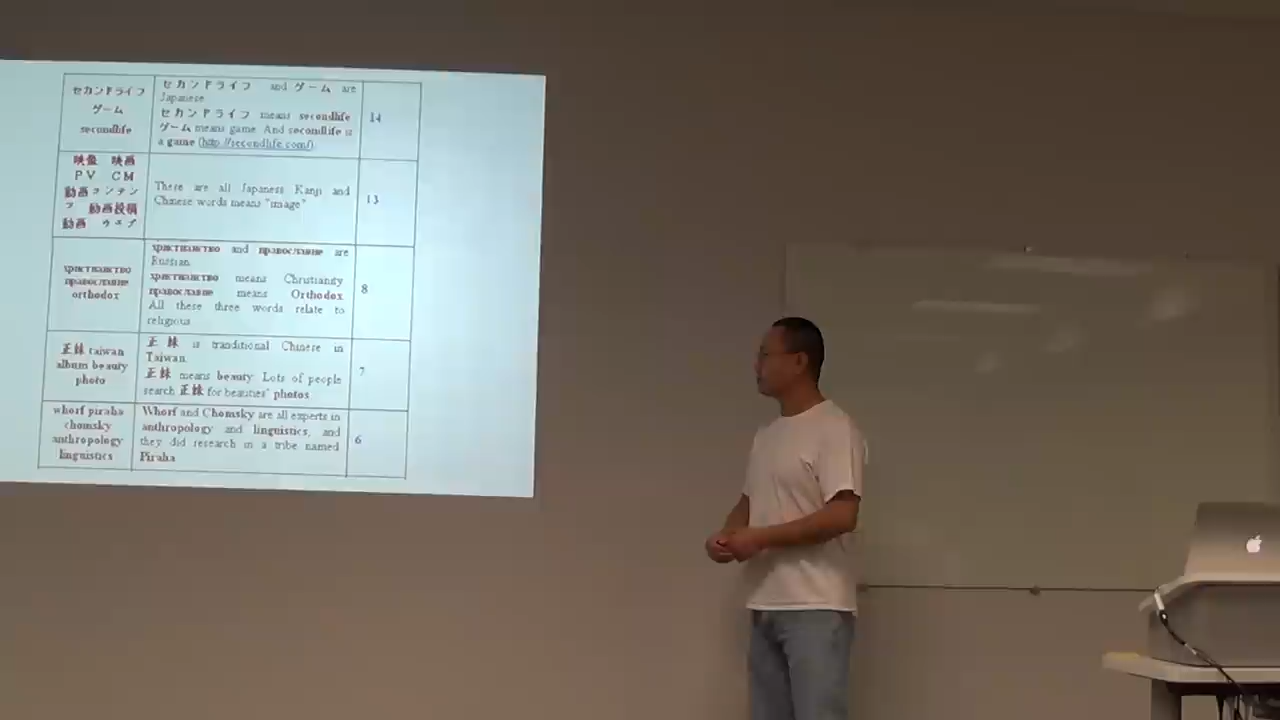 セカンドライフ
ゲーム
secondlife
セカンドライフ and ゲーム are
Japanese
セカンドライフ means secondlife
ゲーム means game. And secondlife is
a game (http://secondlife.com/).
14
映像 映画
PV CM
動画コンテン
ツ 動画投稿
動画 ウェブ
There are all Japanese Kanji and
Chinese words means "image"
13
христианство
православие
orthodox
христианство and православие are
Russian.
христианство means Christianity
православие means Orthodox
All these three words relate to
religious
8
正妹 taiwan
album beauty
photo
正妹 is tranditional Chinese in
Taiwan.
正妹 means beauty. Lots of people
search 正妹 for beauties' photos
7
whorf piraha
chomsky
anthropology
linguistics
Whorf and Chomsky are all experts in
anthropology and linguistics, and
they did research in a tribe named
Piraha
6